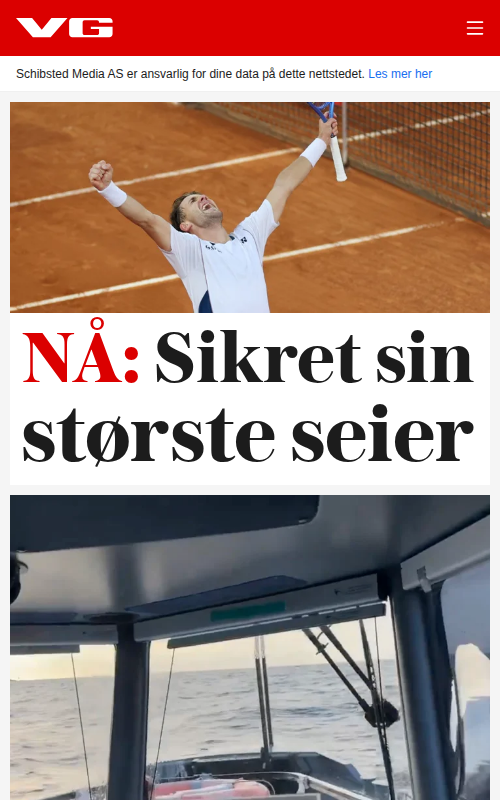 VG
Schibsted Media AS er ansvarlig for dine data på dette nettstedet. Les mer her
NÅ: Sikret sin
største seier